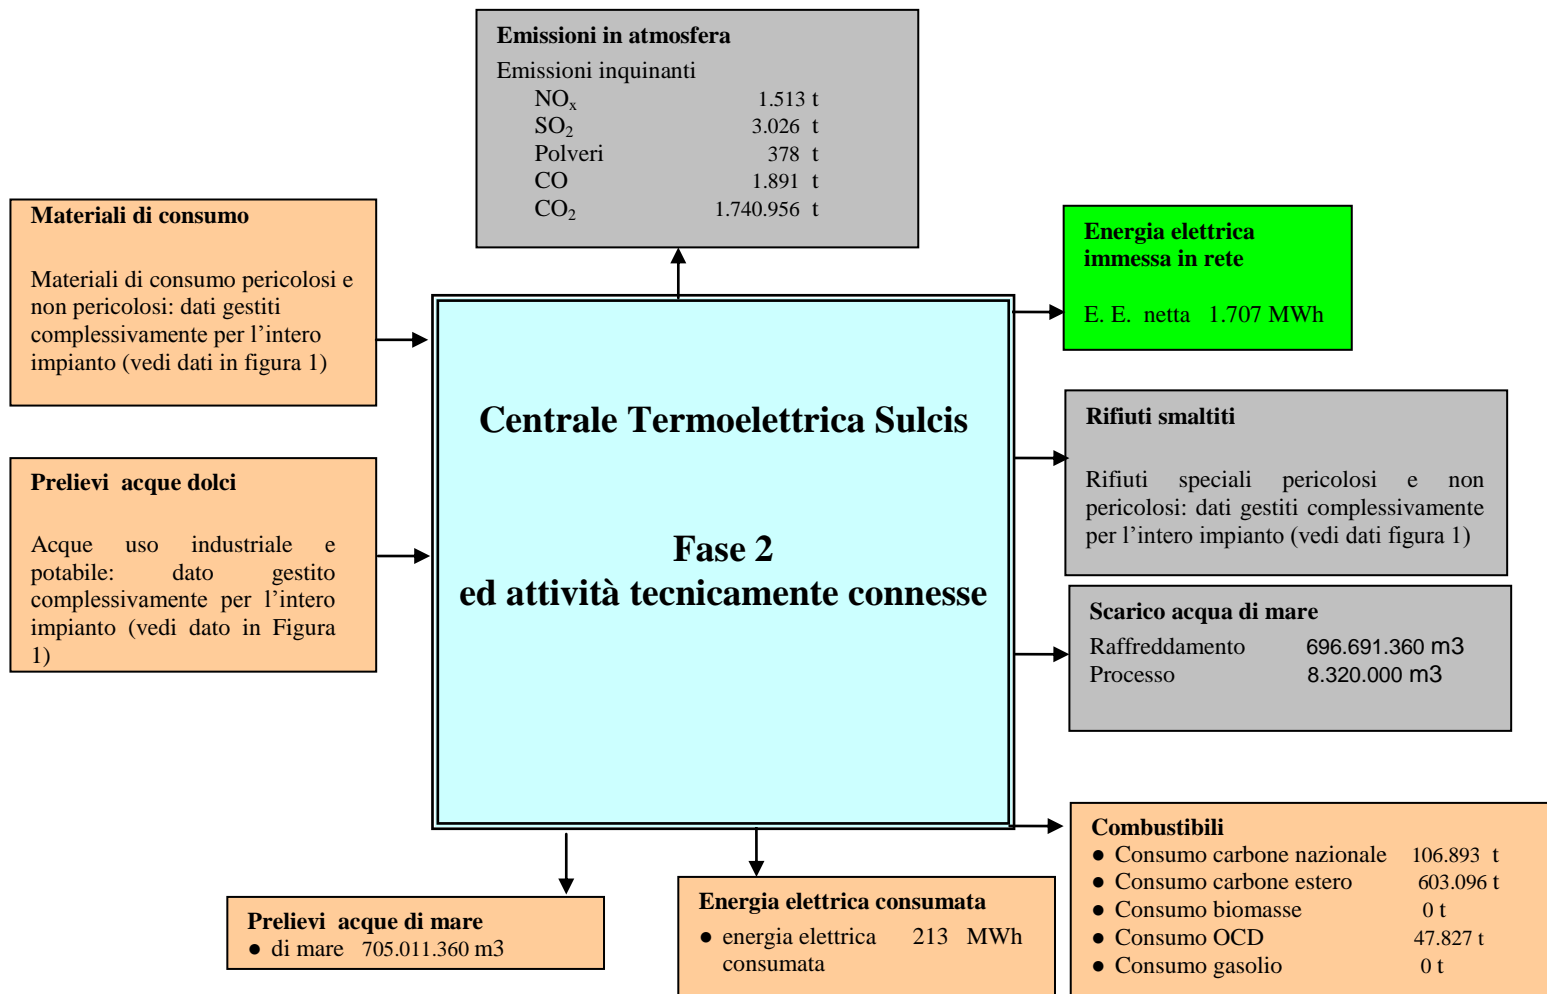 Emissioni in atmosfera
Emissioni inquinanti
NOx 1.513 t
SO2 3.026 t
Polveri 378 t
CO 1.891 t
CO2 1.740.956 t
Materiali di consumo
Materiali di consumo pericolosi e
non pericolosi: dati gestiti
complessivamente per l’intero
impianto (vedi dati in figura 1)
Energia elettrica
immessa in rete
E. E. netta 1.707 MWh
Centrale Termoelettrica Sulcis
Fase 2
ed attività tecnicamente connesse
Prelievi acque dolci
Acque uso industriale e
potabile: dato gestito
complessivamente per l’intero
impianto (vedi dato in Figura
1)
Rifiuti smaltiti
Rifiuti speciali pericolosi e non
pericolosi: dati gestiti complessivamente
per l’intero impianto (vedi dati figura 1)
Scarico acqua di mare
Raffreddamento 696.691.360 m3
Processo 8.320.000 m3
Prelievi acque di mare
● di mare 705.011.360 m3
Energia elettrica consumata
● energia elettrica 213 MWh
consumata
Combustibili
● Consumo carbone nazionale 106.893 t
● Consumo carbone estero 603.096 t
● Consumo biomasse 0 t
● Consumo OCD 47.827 t
● Consumo gasolio 0 t